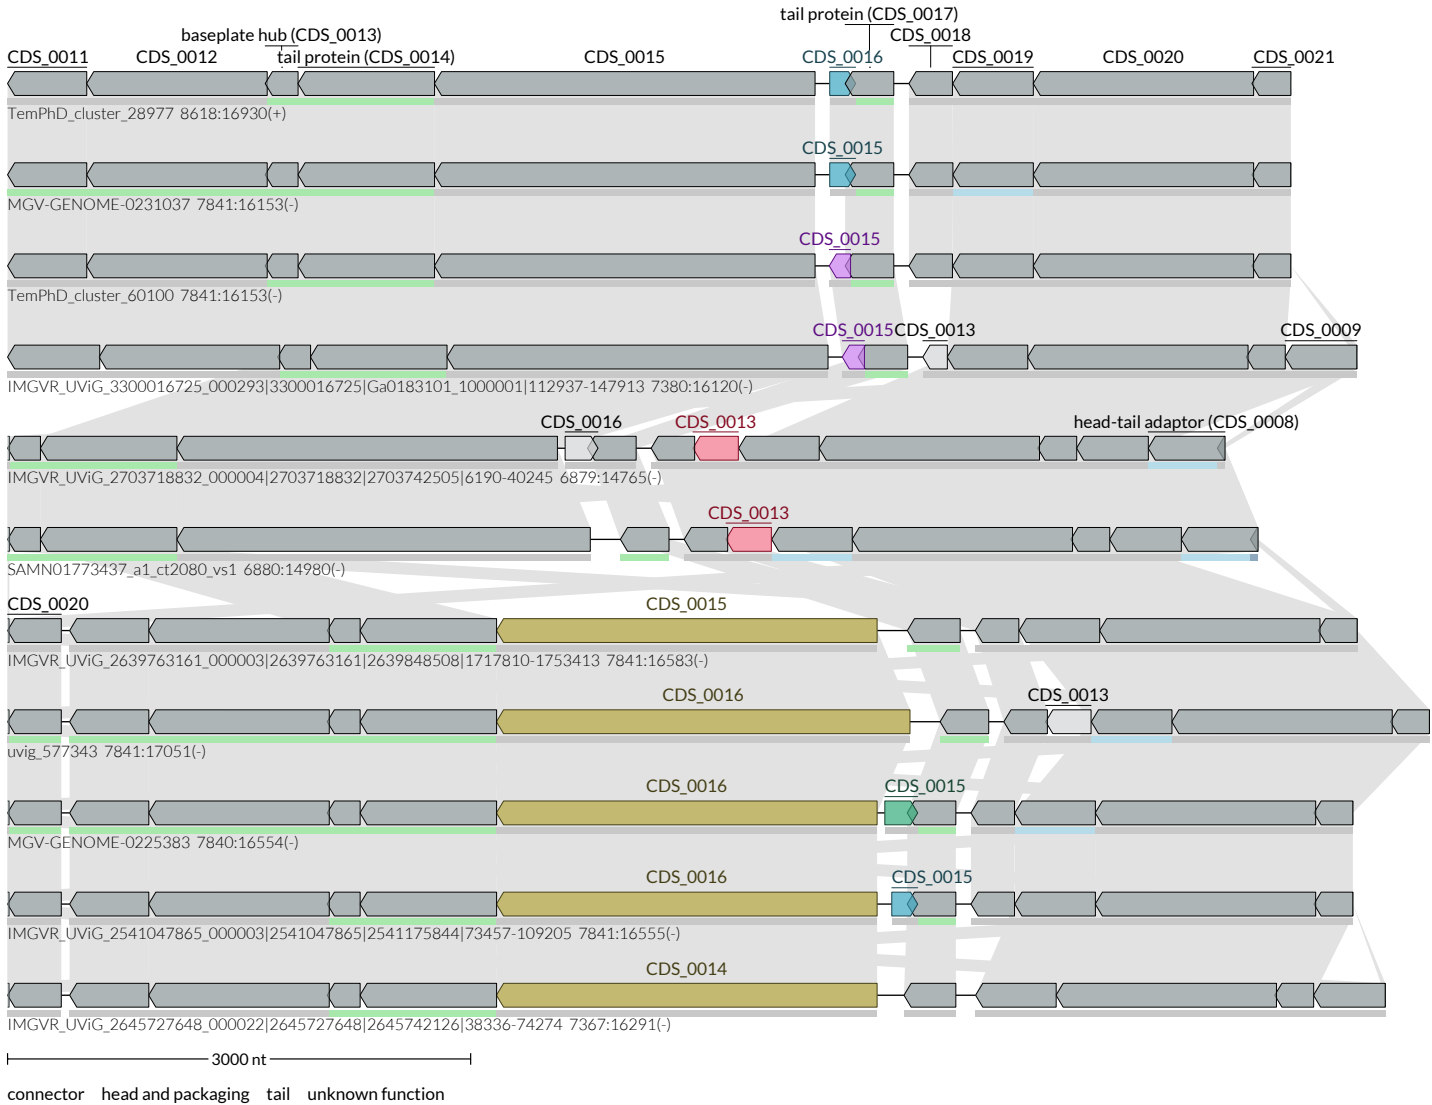 tail protein (CDS_0017)
baseplate hub (CDS_0013) CDS_0018
CDS_0011 CDS_0012 tail protein (CDS_0014) CDS_0015 CDS_0016 CDS_0019 CDS_0020 CDS_0021
TemPhD_cluster_28977 8618:16930(+)
CDS_0015
MGV-GENOME-0231037 7841:16153(-)
CDS_0015
TemPhD_cluster_60100 7841:16153(-)
CDS_0015 CDS_0013 CDS_0009
IMGVR_UViG_3300016725_000293|3300016725|Ga0183101_1000001|112937-147913 7380:16120(-)
CDS_0016 CDS_0013 head-tail adaptor (CDS_0008)
IMGVR_UViG_2703718832_000004|2703718832|2703742505|6190-40245 6879:14765(-)
CDS_0013
SAMN01773437_a1_ct2080_vs1 6880:14980(-)
CDS_0020 CDS_0015
IMGVR_UViG_2639763161_000003|2639763161|2639848508|1717810-1753413 7841:16583(-)
CDS_0016 CDS_0013
uvig_577343 7841:17051(-)
CDS_0016 CDS_0015
MGV-GENOME-0225383 7840:16554(-)
CDS_0016 CDS_0015
IMGVR_UViG_2541047865_000003|2541047865|2541175844|73457-109205 7841:16555(-)
CDS_0014
IMGVR_UViG_2645727648_000022|2645727648|2645742126|38336-74274 7367:16291(-)
3000 nt
connector head and packaging tail unknown function